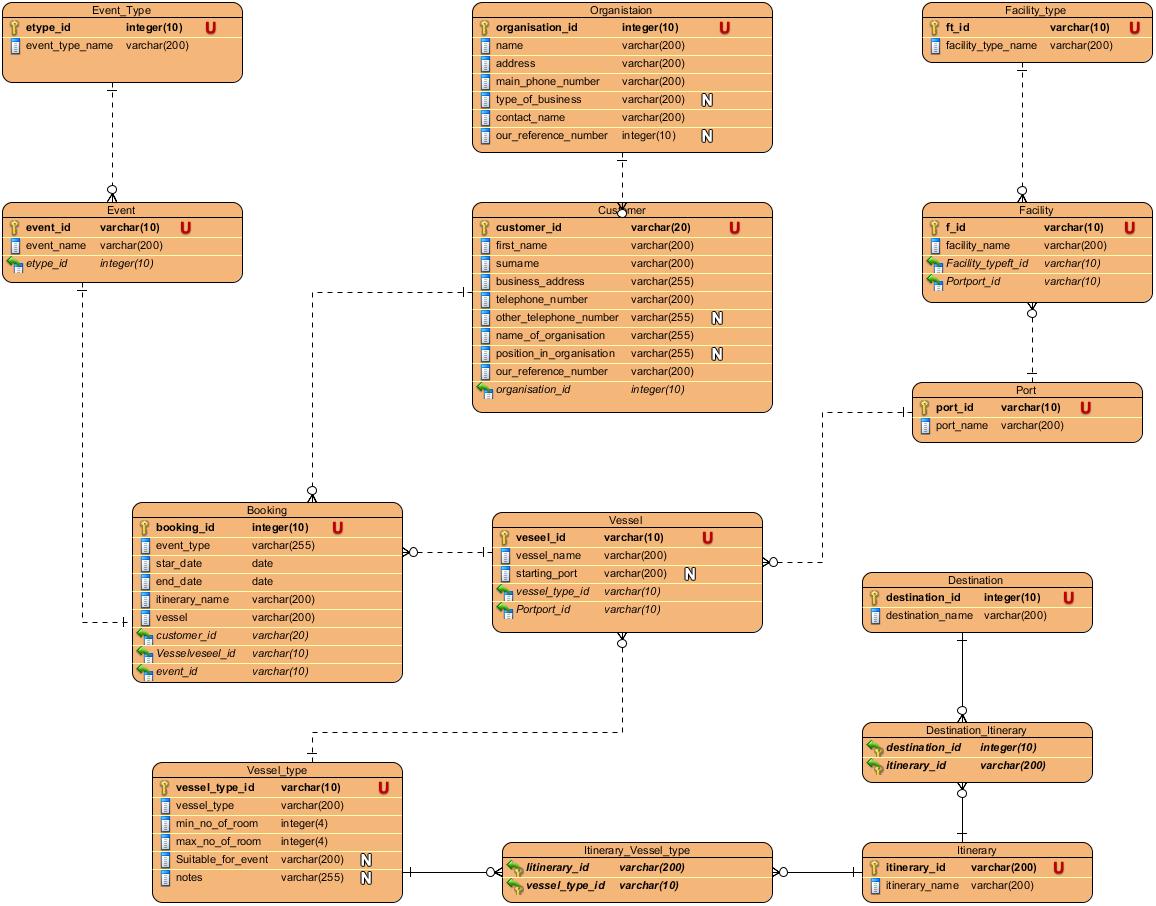 Event_Type
etype_id integer(10) U
event_type_name varchar(200)
Organistaion
organisation_id integer(10) U
name varchar(200)
address varchar(200)
main_phone_number varchar(200)
type_of_business varchar(200) N
contact_name varchar(200)
our_reference_number integer(10) N
Facility_type
ft_id varchar(10) U
facility_type_name varchar(200)
Event
event_id varchar(10) U
event_name varchar(200)
etype_id integer(10)
Customer
customer_id varchar(20) U
first_name varchar(200)
surname varchar(200)
business_address varchar(255)
telephone_number varchar(200)
other_telephone_number varchar(255) N
name_of_organisation varchar(255)
position_in_organisation varchar(255) N
our_reference_number varchar(200)
organisation_id integer(10)
Facility
f_id varchar(10) U
facility_name varchar(200)
Facility_typeft_id varchar(10)
Portport_id varchar(10)
Port
port_id varchar(10) U
port_name varchar(200)
Booking
booking_id integer(10) U
event_type varchar(255)
star_date date
end_date date
itinerary_name varchar(200)
vessel varchar(200)
customer_id varchar(20)
Vesselveseel_id varchar(10)
event_id varchar(10)
Vessel
veseel_id varchar(10) U
vessel_name varchar(200)
starting_port varchar(200) N
vessel_type_id varchar(10)
Portport_id varchar(10)
Destination
destination_id integer(10) U
destination_name varchar(200)
Destination_Itinerary
destination_id integer(10)
itinerary_id varchar(200)
Vessel_type
vessel_type_id varchar(10) U
vessel_type varchar(200)
min_no_of_room integer(4)
max_no_of_room integer(4)
Suitable_for_event varchar(200) N
notes varchar(255) N
Itinerary_Vessel_type
Iitinerary_id varchar(200)
vessel_type_id varchar(10)
Itinerary
itinerary_id varchar(200) U
itinerary_name varchar(200)